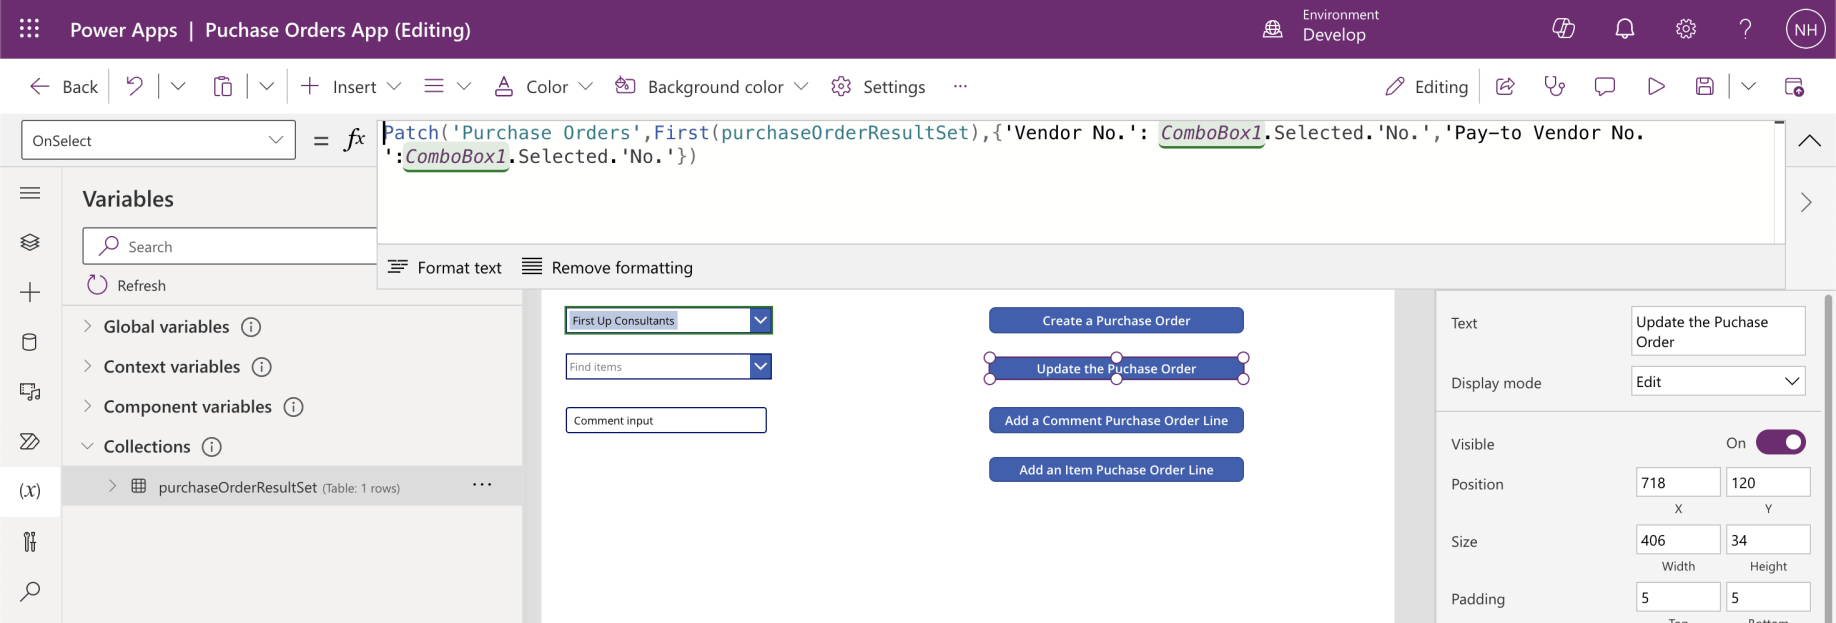 Power Apps | Puchase Orders App (Editing)
Environment
Develop
NH
Back
Insert
Color
Background color
Settings
...
Editing
OnSelect
= fx
Patch('Purchase Orders',First(purchaseOrderResultSet),{'Vendor No.': ComboBox1.Selected.'No.','Pay-to Vendor No.
':ComboBox1.Selected.'No.'})
Format text
Remove formatting
Variables
Search
Refresh
Global variables
Context variables
Component variables
Collections
purchaseOrderResultSet (Table: 1 rows)
...
(x)
First Up Consultants
Find items
Comment input
Create a Purchase Order
Update the Puchase Order
Add a Comment Purchase Order Line
Add an Item Puchase Order Line
Text
Update the Puchase
Order
Display mode
Edit
Visible
On
Position
718
120
X
Y
Size
406
34
Width
Height
Padding
5
5
Top
Bottom